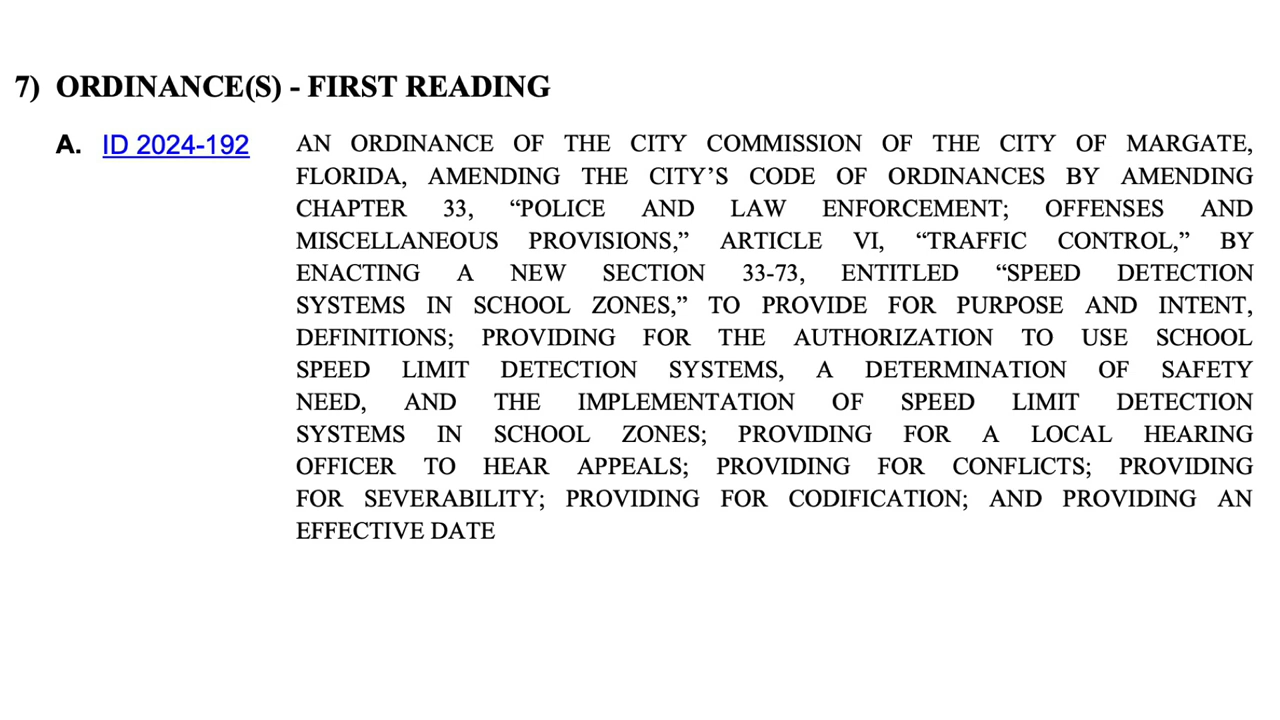 7) ORDINANCE(S) - FIRST READING
A. ID 2024-192 AN ORDINANCE OF THE CITY COMMISSION OF THE CITY OF MARGATE,
FLORIDA, AMENDING THE CITY’S CODE OF ORDINANCES BY AMENDING
CHAPTER 33, “POLICE AND LAW ENFORCEMENT; OFFENSES AND
MISCELLANEOUS PROVISIONS,” ARTICLE VI, “TRAFFIC CONTROL,” BY
ENACTING A NEW SECTION 33-73, ENTITLED “SPEED DETECTION
SYSTEMS IN SCHOOL ZONES,” TO PROVIDE FOR PURPOSE AND INTENT,
DEFINITIONS; PROVIDING FOR THE AUTHORIZATION TO USE SCHOOL
SPEED LIMIT DETECTION SYSTEMS, A DETERMINATION OF SAFETY
NEED, AND THE IMPLEMENTATION OF SPEED LIMIT DETECTION
SYSTEMS IN SCHOOL ZONES; PROVIDING FOR A LOCAL HEARING
OFFICER TO HEAR APPEALS; PROVIDING FOR CONFLICTS; PROVIDING
FOR SEVERABILITY; PROVIDING FOR CODIFICATION; AND PROVIDING AN
EFFECTIVE DATE